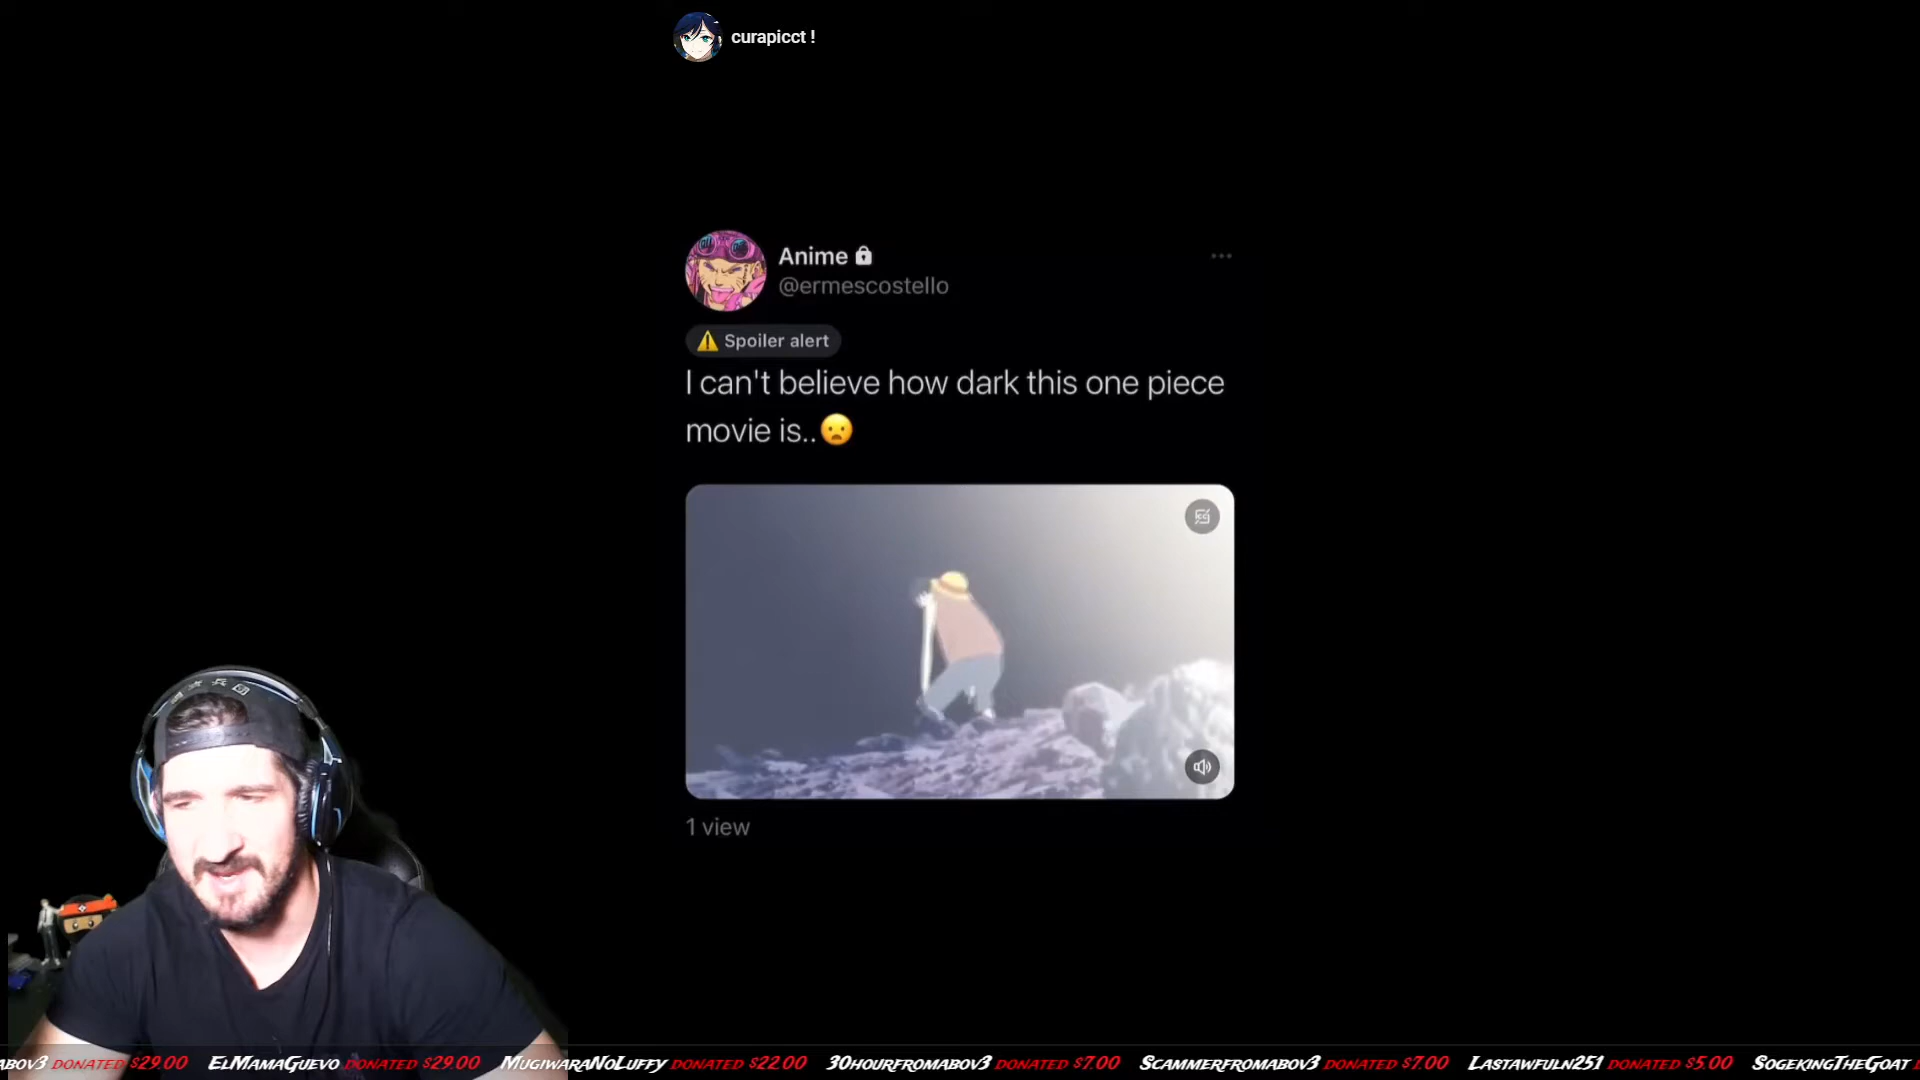 curapicct !
Anime
@ermescostello
Spoiler alert
I can't believe how dark this one piece
movie is..😦
1 view
abov3 donated $29.00 ElMamaGuevo donated $29.00 MugiwaraNoLuffy donated $22.00 30hourfromabov3 donated $7.00 Scammerfromabov3 donated $7.00 Lastawfuln251 donated $5.00 SogekingTheGoat